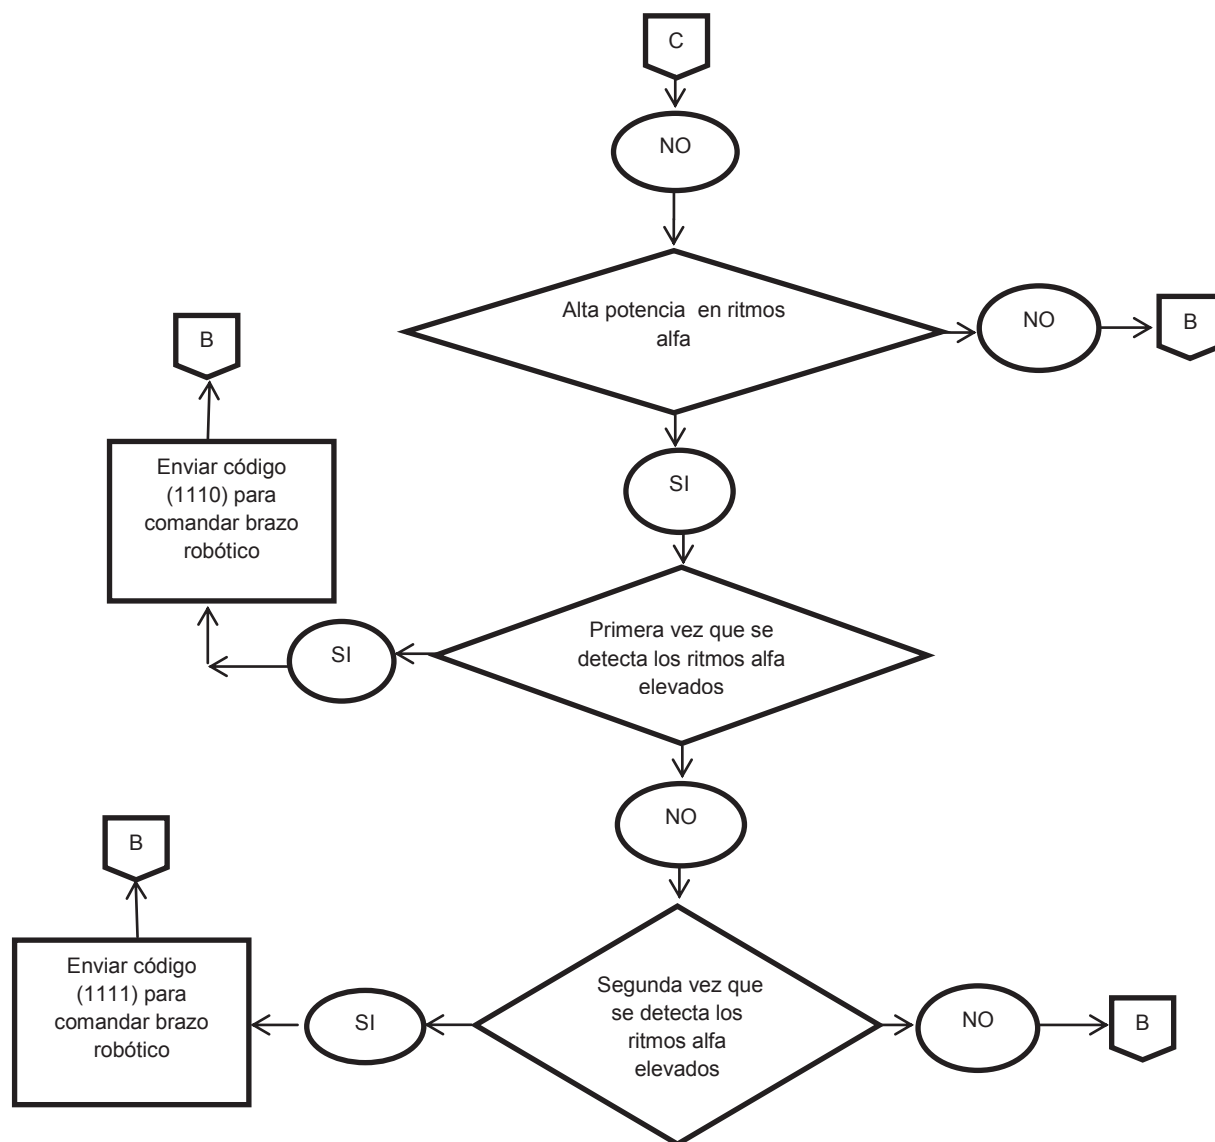 C
NO
Alta potencia en ritmos
alfa
NO
B
B
Enviar código
(1110) para
comandar brazo
robótico
SI
Primera vez que se
detecta los ritmos alfa
elevados
SI
NO
B
Enviar código
(1111) para
comandar brazo
robótico
SI
Segunda vez que
se detecta los
ritmos alfa
elevados
NO
B